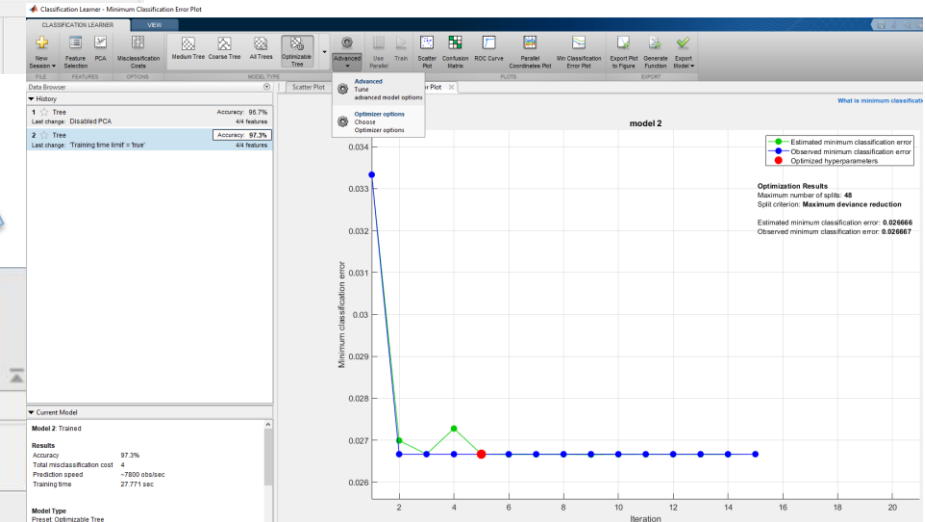 Classification Learner - Minimum Classification Error Plot
CLASSIFICATION LEARNER VIEW
New Session
Feature Selection
PCA
Misclassification Costs
Medium Tree
Coarse Tree
All Trees
Optimizable Tree
Advanced
Use Parallel
Train
Scatter Plot
Confusion Matrix
ROC Curve
Parallel Coordinates Plot
Min Classification Error Plot
Export Plot to Figure
Generate Function
Export Model
FILE FEATURES OPTIONS MODEL TYPE PLOTS EXPORT
Advanced
Tune
advanced model options
Optimizer options
Choose
Optimizer options
Data Browser
Scatter Plot
r Plot
History
1 Tree Accuracy: 96.7%
Last change: Disabled PCA 4/4 features
2 Tree Accuracy: 97.3%
Last change: 'Training time limit' = 'true' 4/4 features
What is minimum classificati
model 2
Estimated minimum classification error
Observed minimum classification error
Optimized hyperparameters
Optimization Results
Maximum number of splits: 48
Split criterion: Maximum deviance reduction
Estimated minimum classification error: 0.026666
Observed minimum classification error: 0.026667
Minimum classification error
0.034
0.033
0.032
0.031
0.03
0.029
0.028
0.027
0.026
2 4 6 8 10 12 14 16 18 20
Iteration
Current Model
Model 2: Trained
Results
Accuracy 97.3%
Total misclassification cost 4
Prediction speed ~7800 obs/sec
Training time 27.771 sec
Model Type
Preset: Optimizable Tree